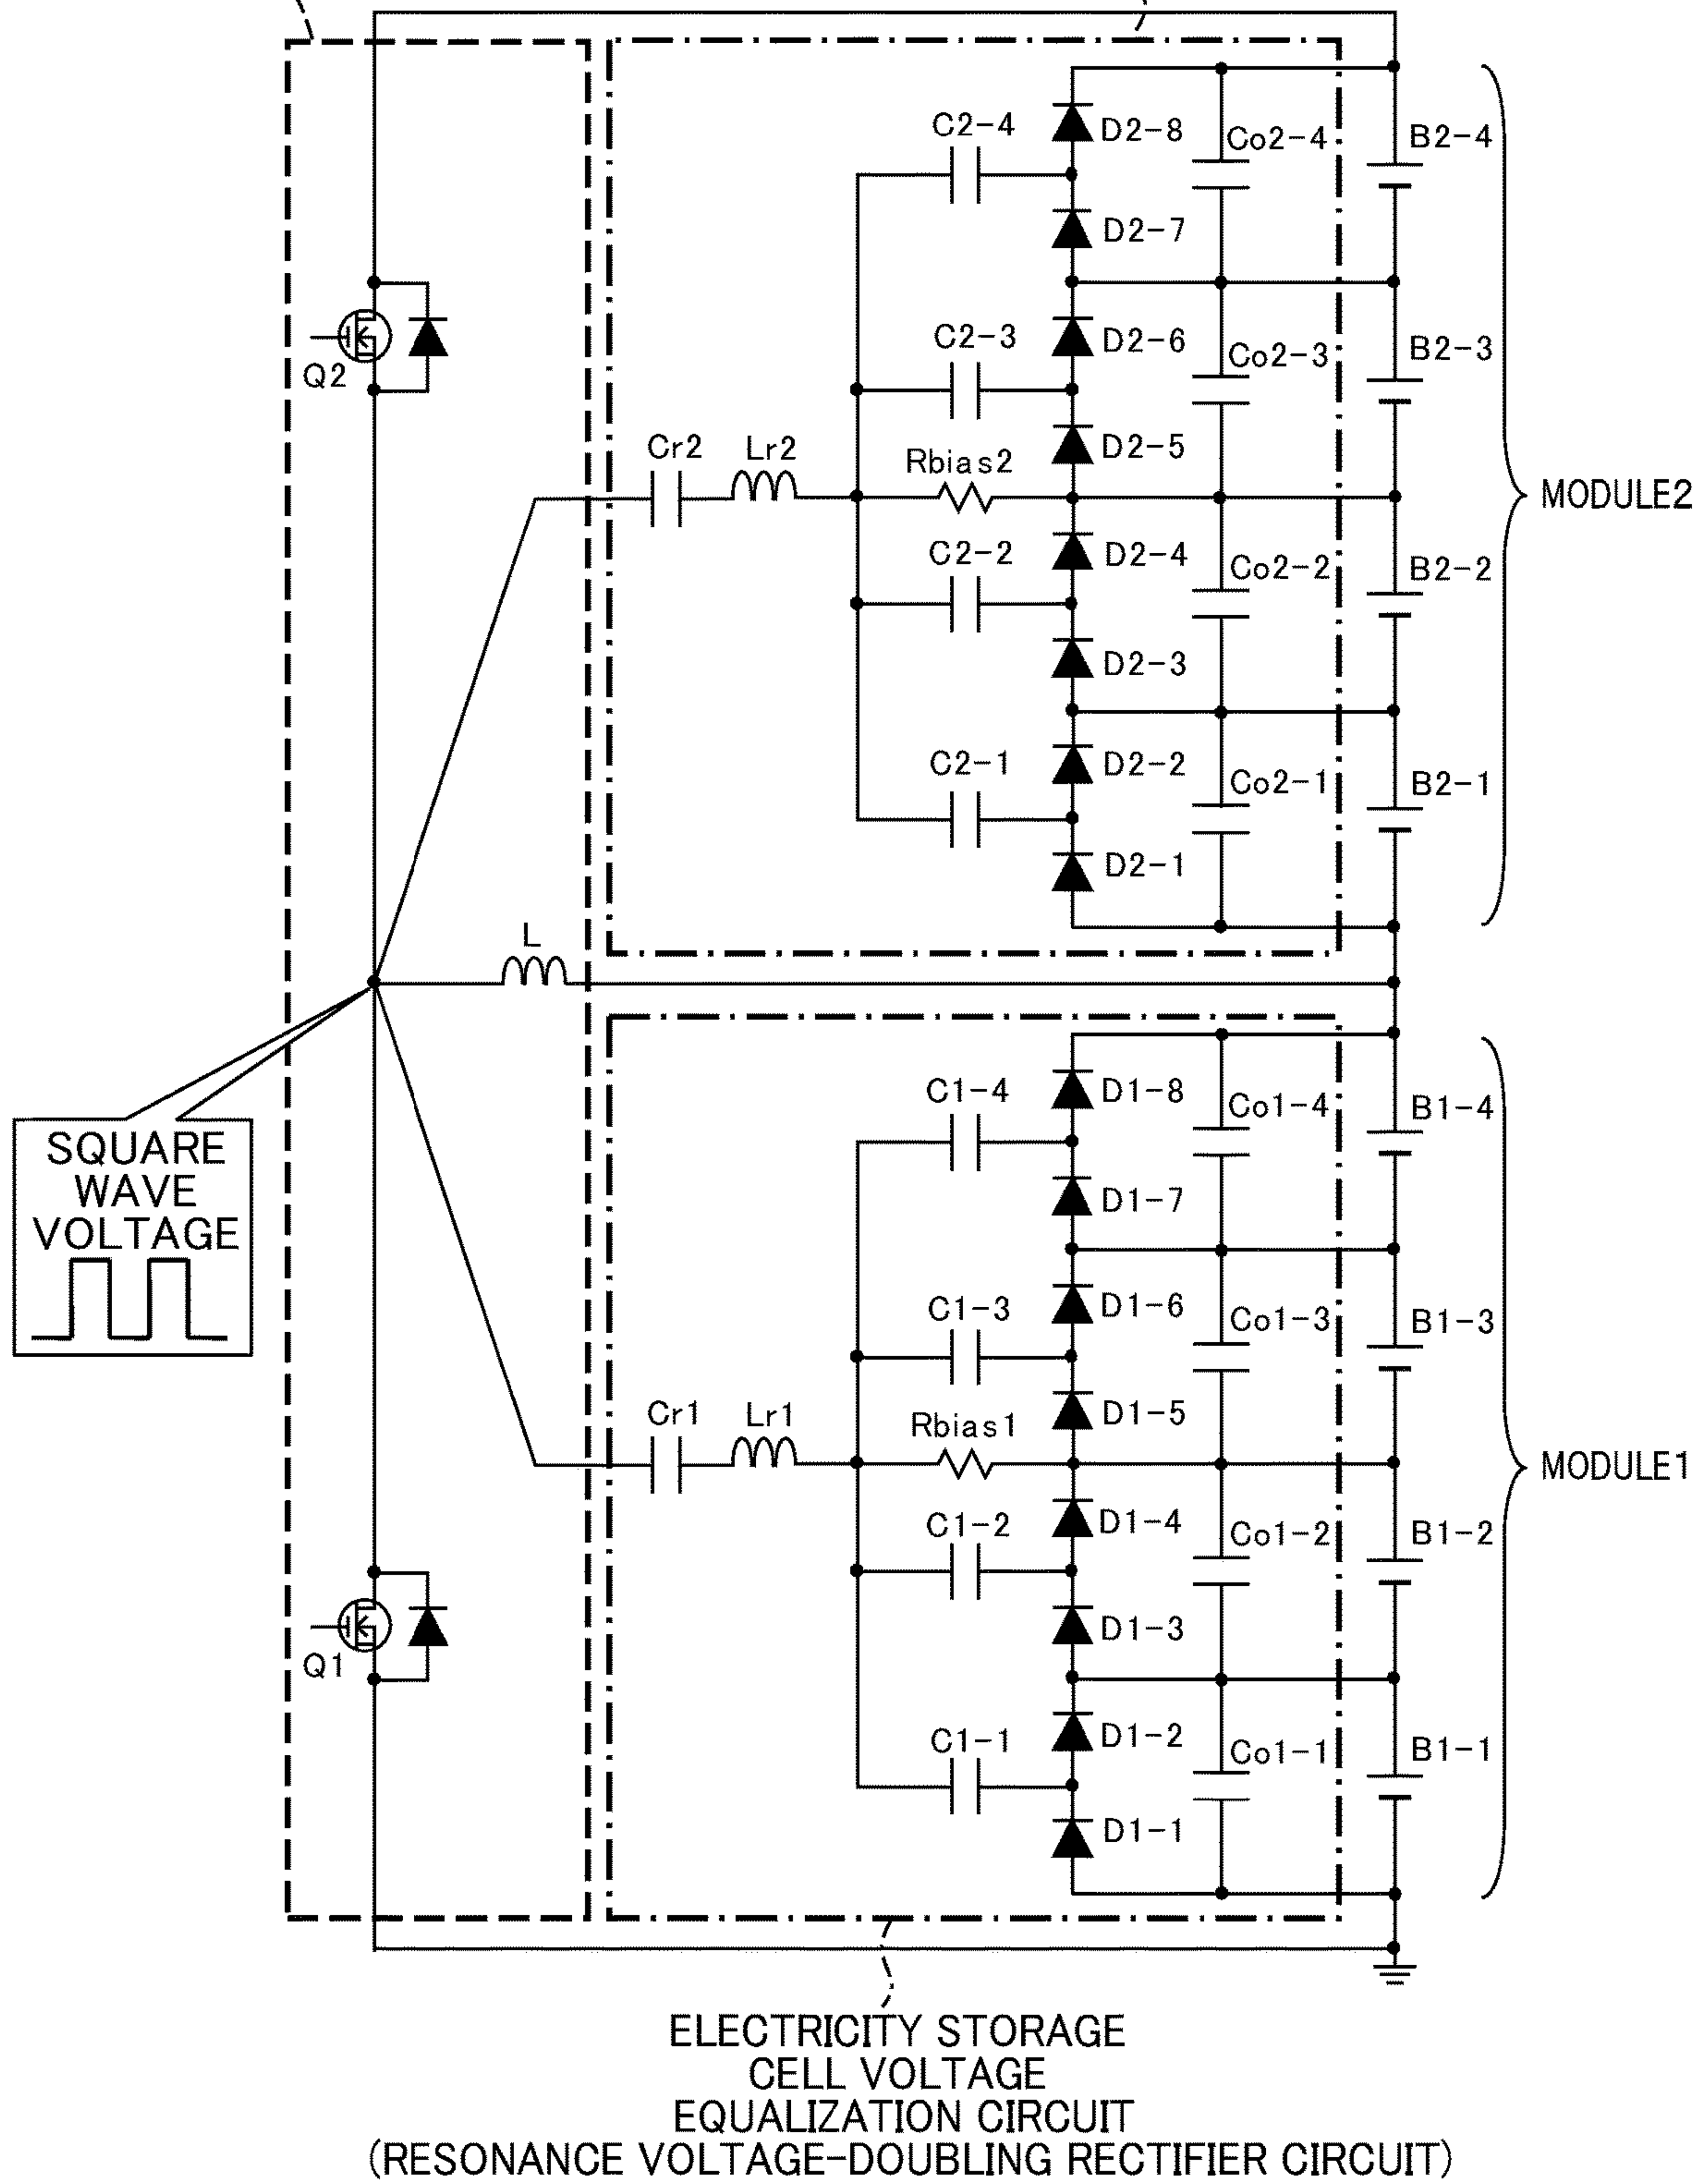 C2-4
D2-8
Co2-4
B2-4
D2-7
Q2
C2-3
D2-6
Co2-3
B2-3
Cr2
Lr2
Rbias2
D2-5
MODULE2
C2-2
D2-4
Co2-2
B2-2
D2-3
C2-1
D2-2
Co2-1
B2-1
D2-1
L
SQUARE
WAVE
VOLTAGE
C1-4
D1-8
Co1-4
B1-4
D1-7
C1-3
D1-6
Co1-3
B1-3
Cr1
Lr1
Rbias1
D1-5
MODULE1
C1-2
D1-4
Co1-2
B1-2
Q1
D1-3
C1-1
D1-2
Co1-1
B1-1
D1-1
ELECTRICITY STORAGE
CELL VOLTAGE
EQUALIZATION CIRCUIT
(RESONANCE VOLTAGE-DOUBLING RECTIFIER CIRCUIT)